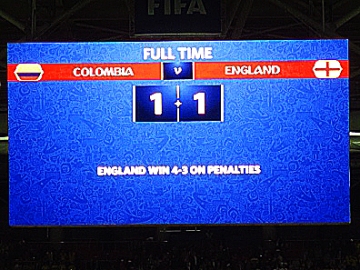 FIFA
FULL TIME
COLOMBIA v ENGLAND
1 1
ENGLAND WIN 4-3 ON PENALTIES